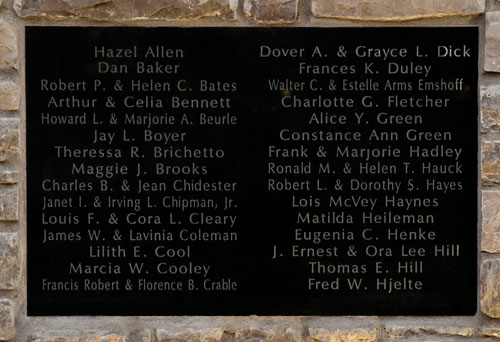 Hazel Allen
Dan Baker
Robert P. & Helen C. Bates
Arthur & Celia Bennett
Howard L. & Marjorie A. Beurle
Jay L. Boyer
Theressa R. Brichetto
Maggie J. Brooks
Charles B. & Jean Chidester
Janet I. & Irving L. Chipman, Jr.
Louis F. & Cora L. Cleary
James W. & Lavinia Coleman
Lilith E. Cool
Marcia W. Cooley
Francis Robert & Florence B. Crable
Dover A. & Grayce L. Dick
Frances K. Duley
Walter C. & Estelle Arms Emshoff
Charlotte G. Fletcher
Alice Y. Green
Constance Ann Green
Frank & Marjorie Hadley
Ronald M. & Helen T. Hauck
Robert L. & Dorothy S. Hayes
Lois McVey Haynes
Matilda Heileman
Eugenia C. Henke
J. Ernest & Ora Lee Hill
Thomas E. Hill
Fred W. Hjelte